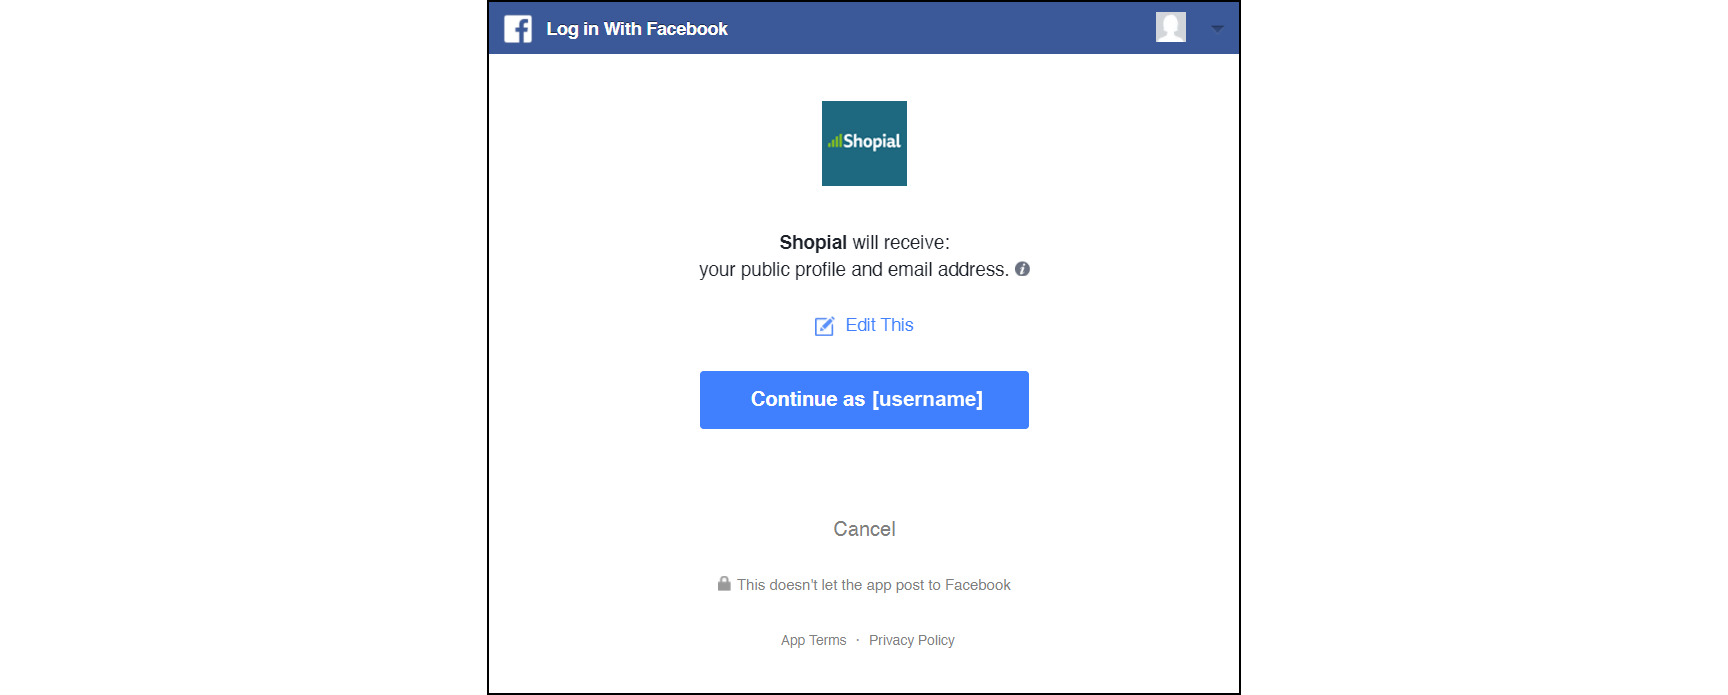 Log in With Facebook
Shopial
Shopial will receive:
your public profile and email address.
Edit This
Continue as [username]
Cancel
This doesn't let the app post to Facebook
App Terms · Privacy Policy